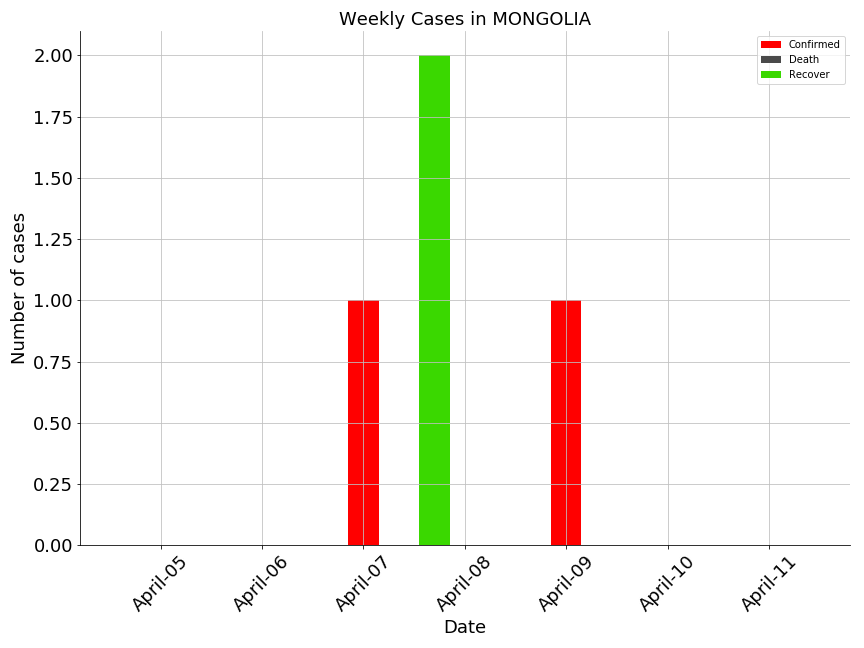 Weekly Cases in MONGOLIA
Confirmed
Death
Recover
Number of cases
2.00
1.75
1.50
1.25
1.00
0.75
0.50
0.25
0.00
April-05
April-06
April-07
April-08
April-09
April-10
April-11
Date